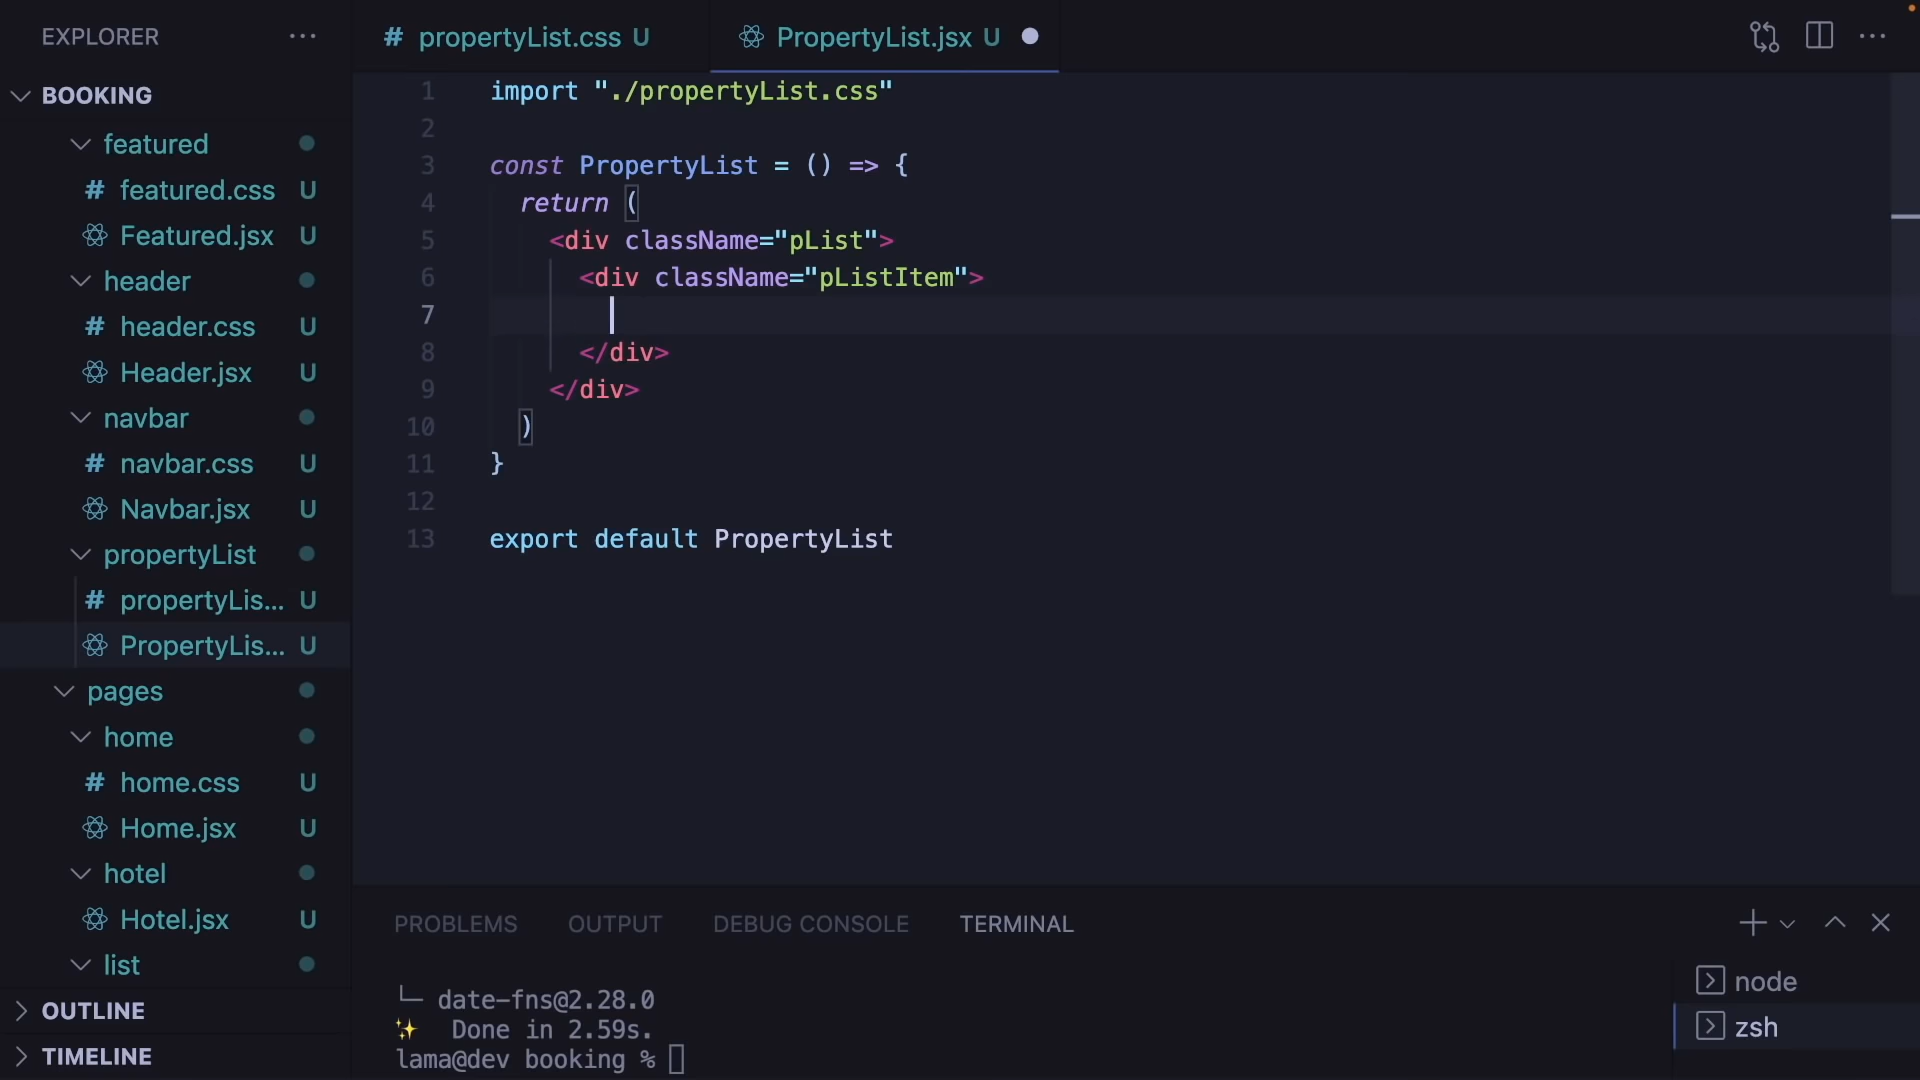 EXPLORER
BOOKING
featured
# featured.css U
Featured.jsx U
header
# header.css U
Header.jsx U
navbar
# navbar.css U
Navbar.jsx U
propertyList
# propertyLis... U
PropertyLis... U
pages
home
# home.css U
Home.jsx U
hotel
Hotel.jsx U
list
OUTLINE
TIMELINE
# propertyList.css U
PropertyList.jsx U
1 import "./propertyList.css"
2
3 const PropertyList = () => {
4 return (
5 <div className="pList">
6 <div className="pListItem">
7
8 </div>
9 </div>
10 )
11 }
12
13 export default PropertyList
PROBLEMS OUTPUT DEBUG CONSOLE TERMINAL
└─ date-fns@2.28.0
✨ Done in 2.59s.
lama@dev booking %
node
zsh